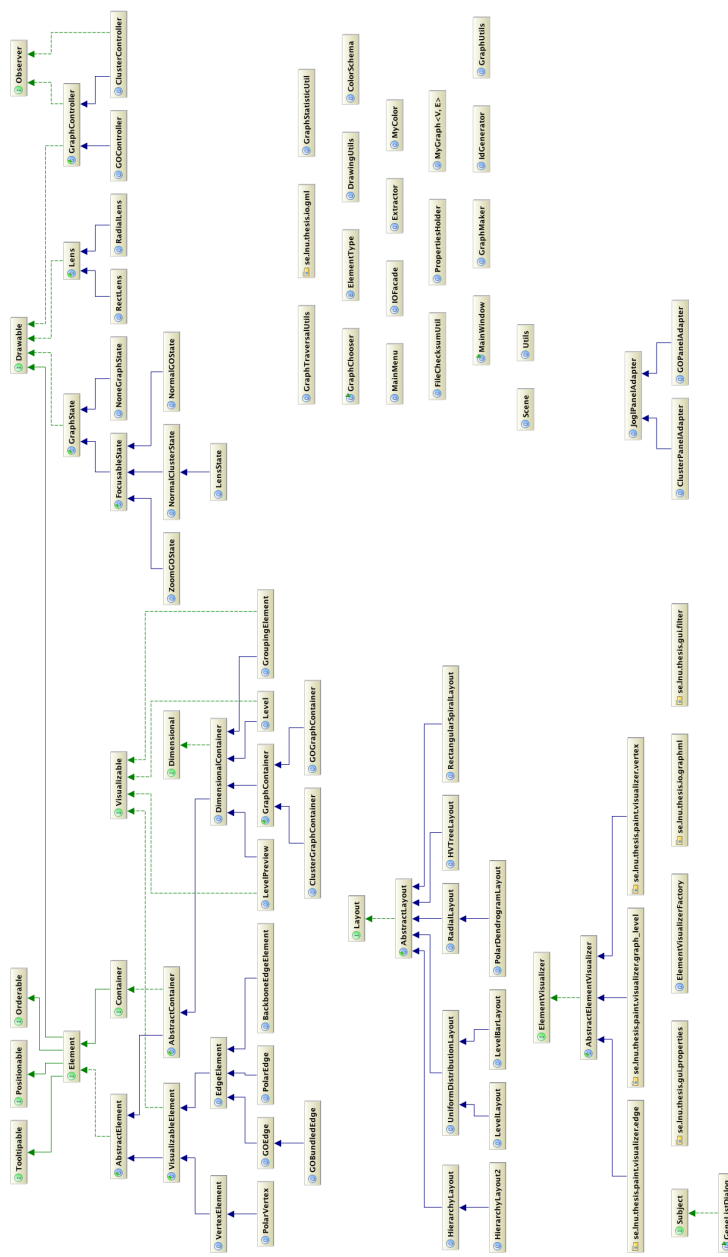 Tooltipable
Positionable
Orderable
Drawable
Observer
Element
GraphState
Lens
GraphController
AbstractElement
Container
Visualizable
FocusableState
NoneGraphState
RectLens
RadialLens
GOController
ClusterController
VisualizableElement
AbstractContainer
Dimensional
ZoomGOState
NormalClusterState
NormalGOState
VertexElement
EdgeElement
DimensionalContainer
LensState
PolarVertex
GOEdge
PolarEdge
BackboneEdgeElement
LevelPreview
GraphContainer
Level
GroupingElement
GOBundledEdge
ClusterGraphContainer
GOGraphContainer
GraphTraversalUtils
se.lnu.thesis.io.gml
GraphStatisticUtil
Layout
GraphChooser
ElementType
DrawingUtils
ColorSchema
AbstractLayout
MainMenu
IOFacade
Extractor
MyColor
HierarchyLayout
UniformDistributionLayout
RadialLayout
HVTreeLayout
RectangularSpiralLayout
FileChecksumUtil
PropertiesHolder
MyGraph<V, E>
HierarchyLayout2
LevelLayout
LevelBarLayout
PolarDendrogramLayout
MainWindow
GraphMaker
IdGenerator
GraphUtils
ElementVisualizer
Scene
Utils
AbstractElementVisualizer
se.lnu.thesis.paint.visualizer.edge
se.lnu.thesis.paint.visualizer.graph_level
se.lnu.thesis.paint.visualizer.vertex
JoglPanelAdapter
Subject
se.lnu.thesis.gui.properties
ElementVisualizerFactory
se.lnu.thesis.io.graphml
se.lnu.thesis.gui.filter
ClusterPanelAdapter
GOPanelAdapter
GeneListDialog